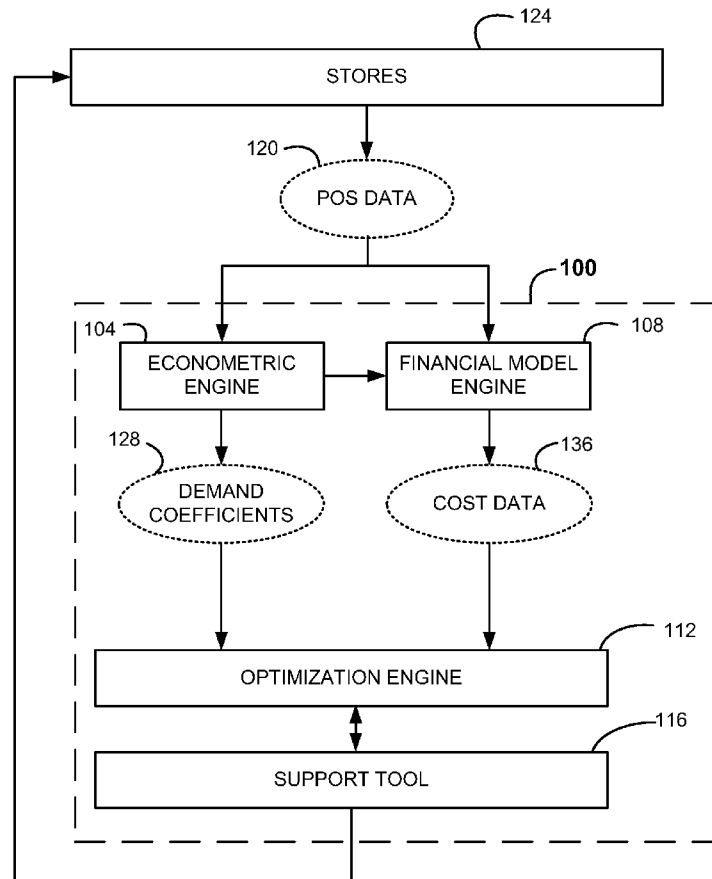 124
STORES
120
POS DATA
100
104
108
ECONOMETRIC
ENGINE
FINANCIAL MODEL
ENGINE
128
136
DEMAND
COEFFICIENTS
COST DATA
112
OPTIMIZATION ENGINE
116
SUPPORT TOOL